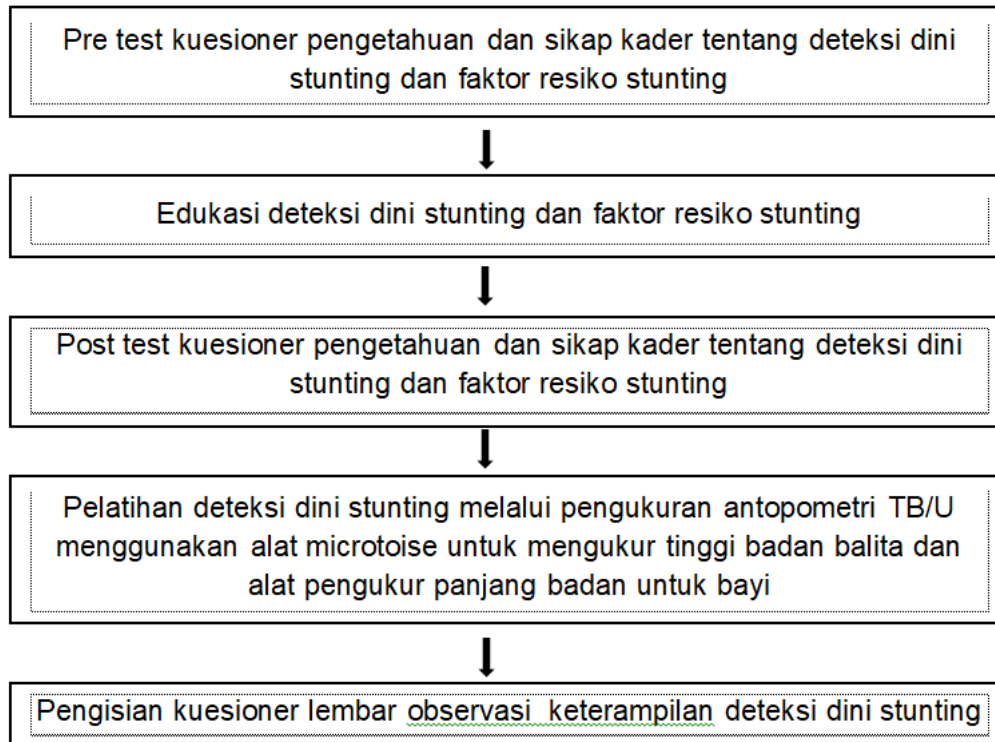 Pre test kuesioner pengetahuan dan sikap kader tentang deteksi dini
stunting dan faktor resiko stunting
Edukasi deteksi dini stunting dan faktor resiko stunting
Post test kuesioner pengetahuan dan sikap kader tentang deteksi dini
stunting dan faktor resiko stunting
Pelatihan deteksi dini stunting melalui pengukuran antopometri TB/U
menggunakan alat microtoise untuk mengukur tinggi badan balita dan
alat pengukur panjang badan untuk bayi
Pengisian kuesioner lembar observasi keterampilan deteksi dini stunting